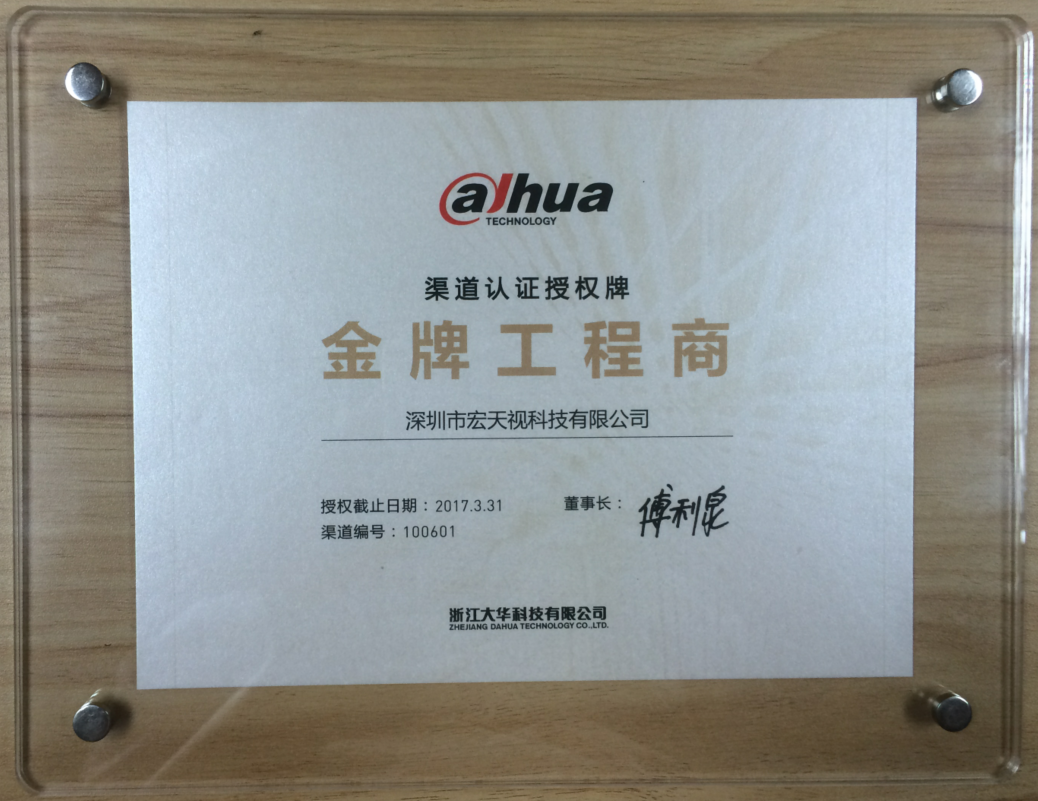 alhua
TECHNOLOGY
渠道认证授权牌
金牌工程商
深圳市宏天视科技有限公司
授权截止日期：2017.3.31
董事长：傅利泉
渠道编号：100601
浙江大华科技有限公司
ZHEJIANG DAHUA TECHNOLOGY CO.,LTD.